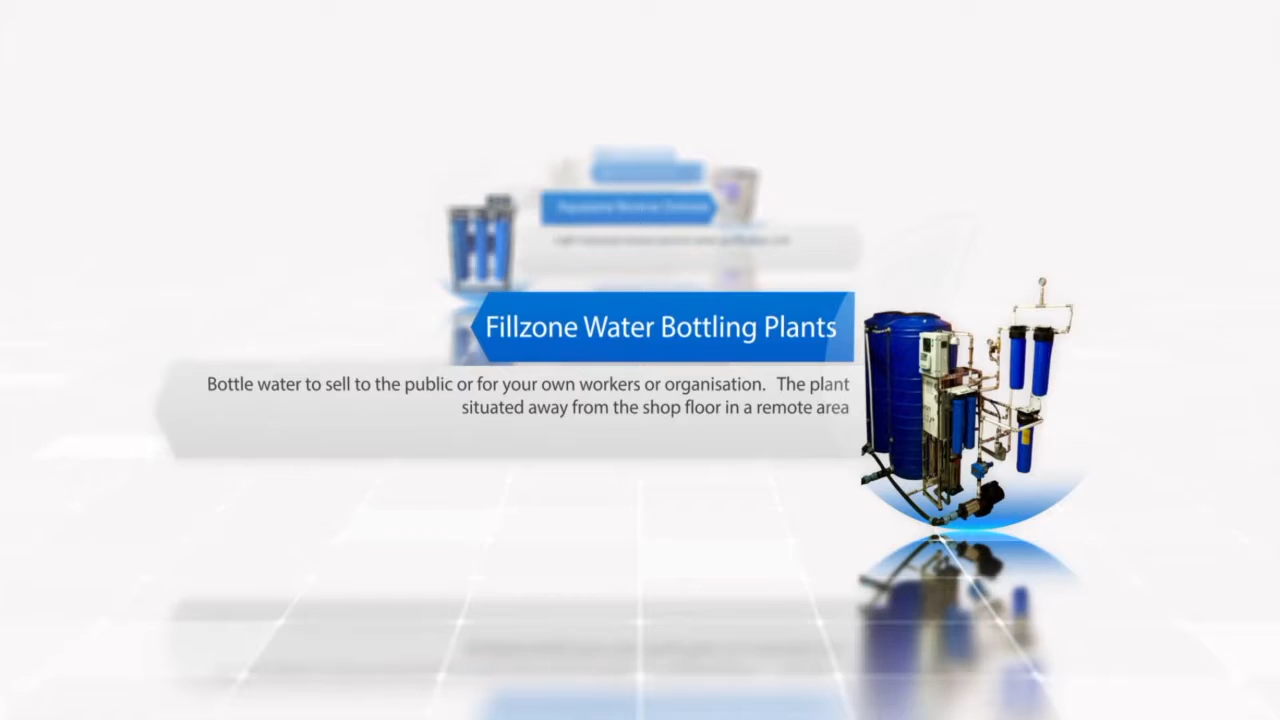 Fillzone Water Bottling Plants
Bottle water to sell to the public or for your own workers or organisation.   The plant
situated away from the shop floor in a remote area